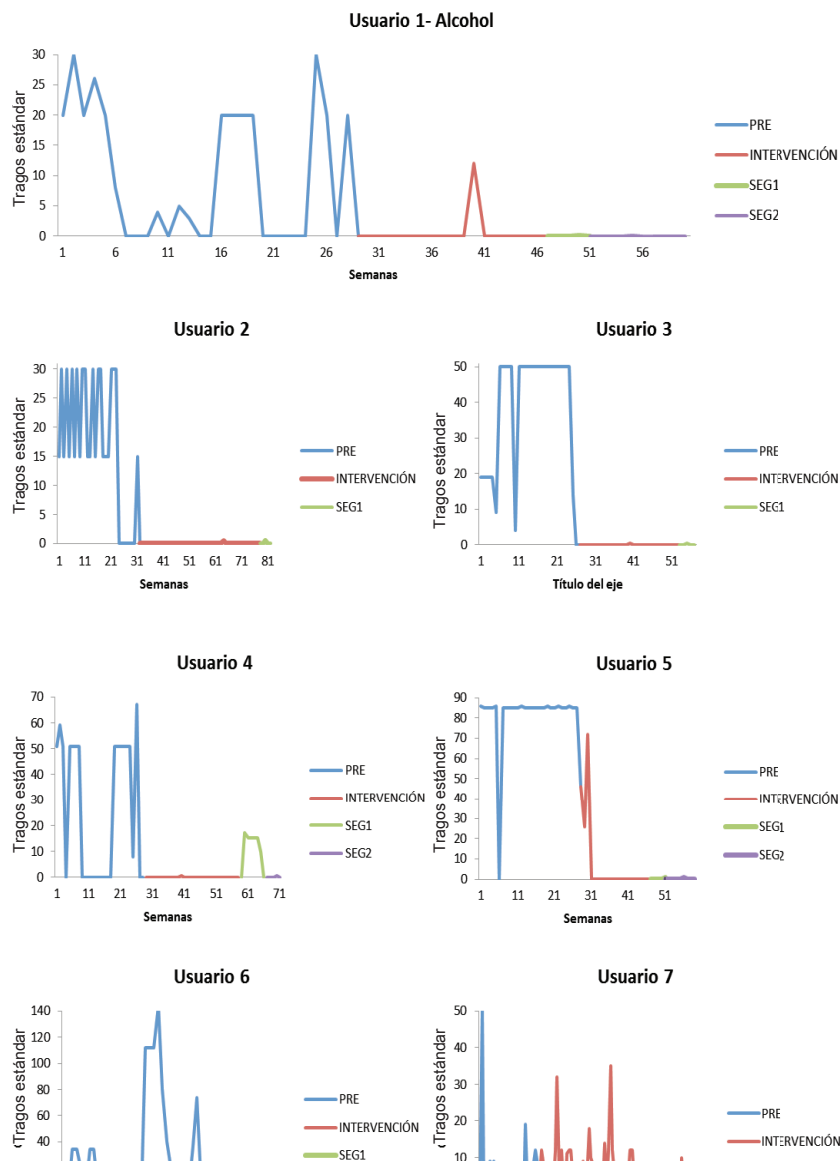 Usuario 1- Alcohol
Tragos estándar
30
25
20
15
10
5
0
1 6 11 16 21 26 31 36 41 46 51 56
Semanas
PRE
INTERVENCIÓN
SEG1
SEG2
Usuario 2
Tragos estándar
30
25
20
15
10
5
0
1 11 21 31 41 51 61 71 81
Semanas
PRE
INTERVENCIÓN
SEG1
Usuario 3
Tragos estándar
50
40
30
20
10
0
1 11 21 31 41 51
Título del eje
PRE
INTERVENCIÓN
SEG1
Usuario 4
Tragos estándar
70
60
50
40
30
20
10
0
1 11 21 31 41 51 61 71
Semanas
PRE
INTERVENCIÓN
SEG1
SEG2
Usuario 5
Tragos estándar
90
80
70
60
50
40
30
20
10
0
1 11 21 31 41 51
Semanas
PRE
INTERVENCIÓN
SEG1
SEG2
Usuario 6
Tragos estándar
140
120
100
80
60
40
PRE
INTERVENCIÓN
SEG1
Usuario 7
Tragos estándar
50
40
30
20
10
PRE
INTERVENCIÓN